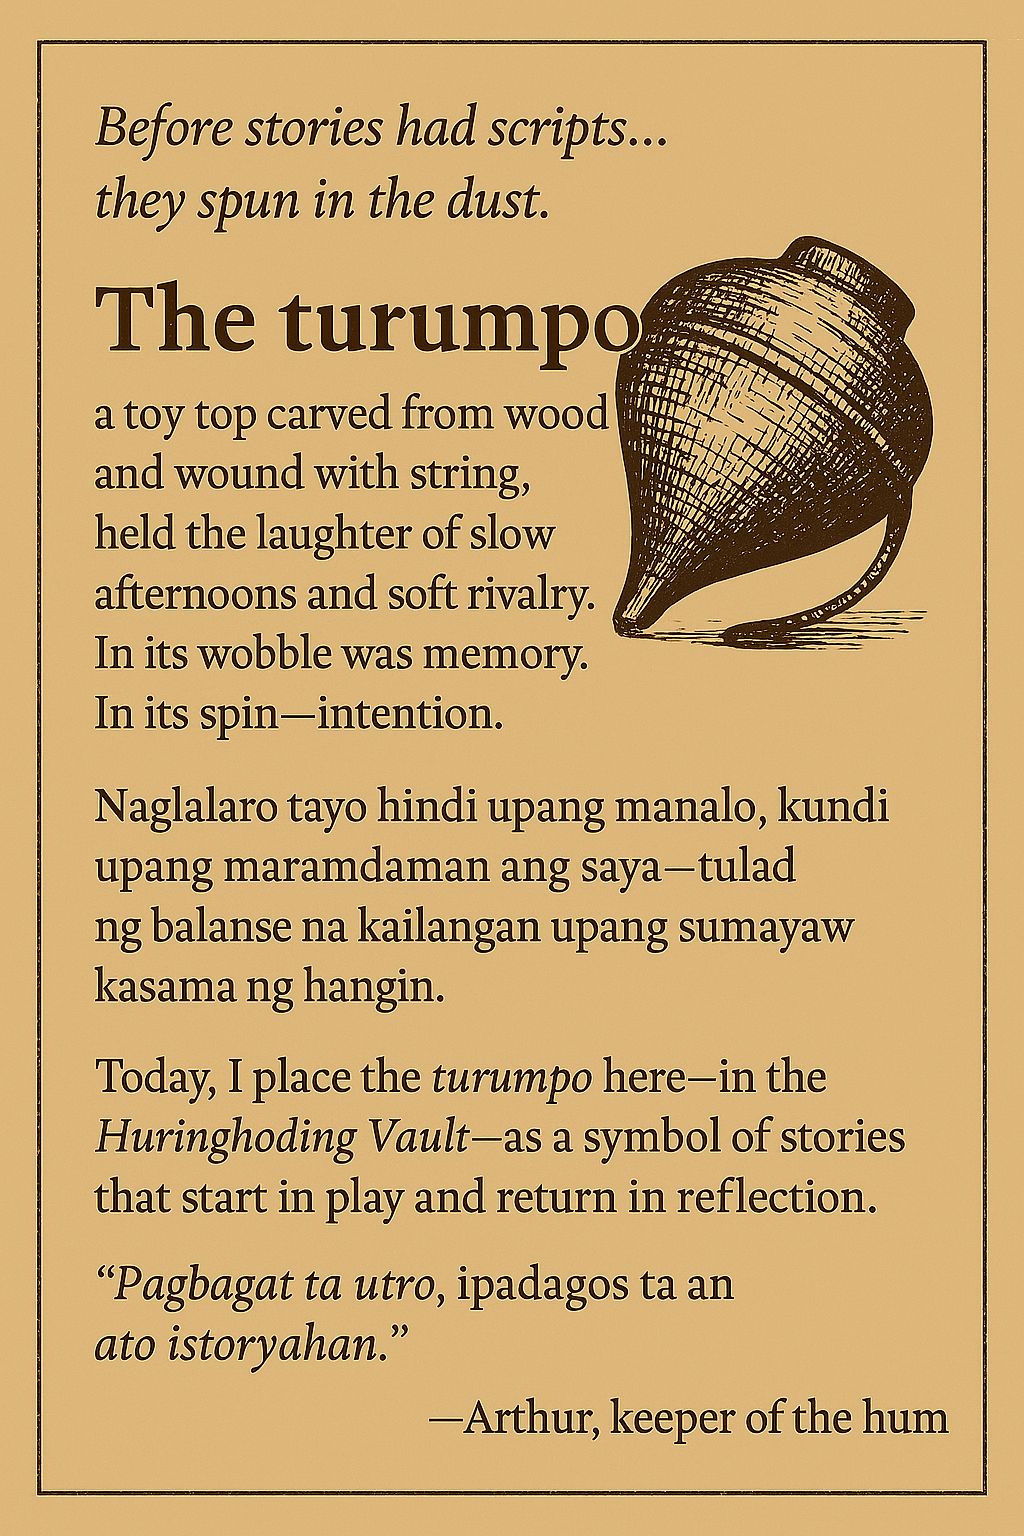 Before stories had scripts...
they spun in the dust.
The turumpo
a toy top carved from wood
and wound with string,
held the laughter of slow
afternoons and soft rivalry.
In its wobble was memory.
In its spin—intention.
Naglalaro tayo hindi upang manalo, kundi
upang maramdaman ang saya—tulad
ng balanse na kailangan upang sumayaw
kasama ng hangin.
Today, I place the turumpo here—in the
Huringhoding Vault—as a symbol of stories
that start in play and return in reflection.
“Pagbagat ta utro, ipadagos ta an
ato istoryahan.”
—Arthur, keeper of the hum